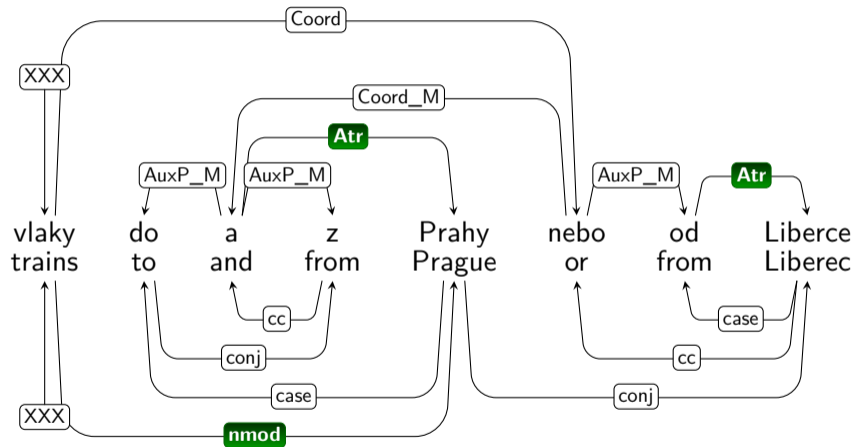 Coord
XXX
Coord_M
Atr
AuxP_M AuxP_M AuxP_M Atr
vlaky do a z Prahy nebo od Liberce
trains to and from Prague or from Liberec
cc case
conj cc
case conj
XXX
nmod